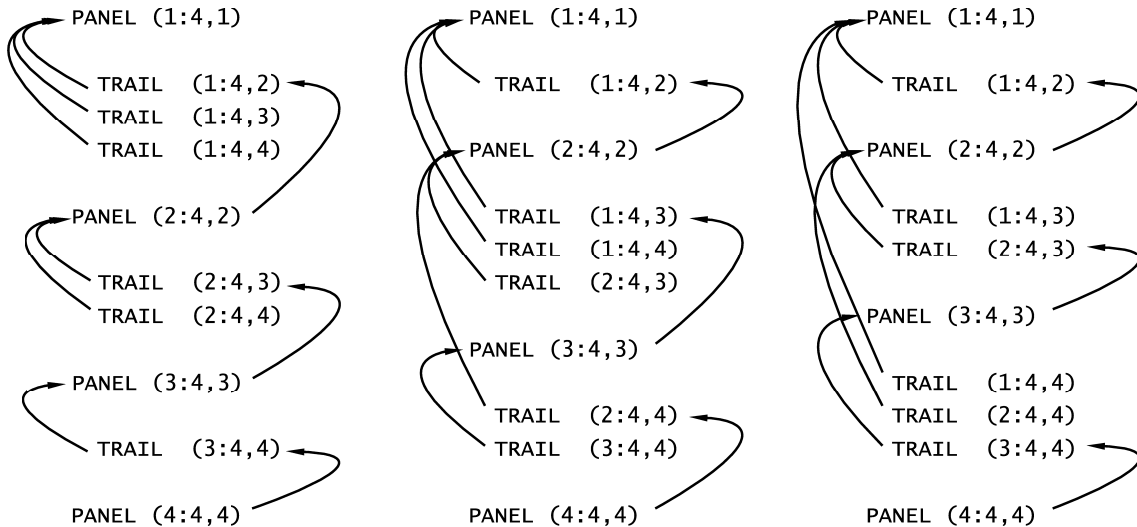 PANEL (1:4,1)
TRAIL (1:4,2)
TRAIL (1:4,3)
TRAIL (1:4,4)
PANEL (2:4,2)
TRAIL (2:4,3)
TRAIL (2:4,4)
PANEL (3:4,3)
TRAIL (3:4,4)
PANEL (4:4,4)
PANEL (1:4,1)
TRAIL (1:4,2)
PANEL (2:4,2)
TRAIL (1:4,3)
TRAIL (1:4,4)
TRAIL (2:4,3)
PANEL (3:4,3)
TRAIL (2:4,4)
TRAIL (3:4,4)
PANEL (4:4,4)
PANEL (1:4,1)
TRAIL (1:4,2)
PANEL (2:4,2)
TRAIL (1:4,3)
TRAIL (2:4,3)
PANEL (3:4,3)
TRAIL (1:4,4)
TRAIL (2:4,4)
TRAIL (3:4,4)
PANEL (4:4,4)